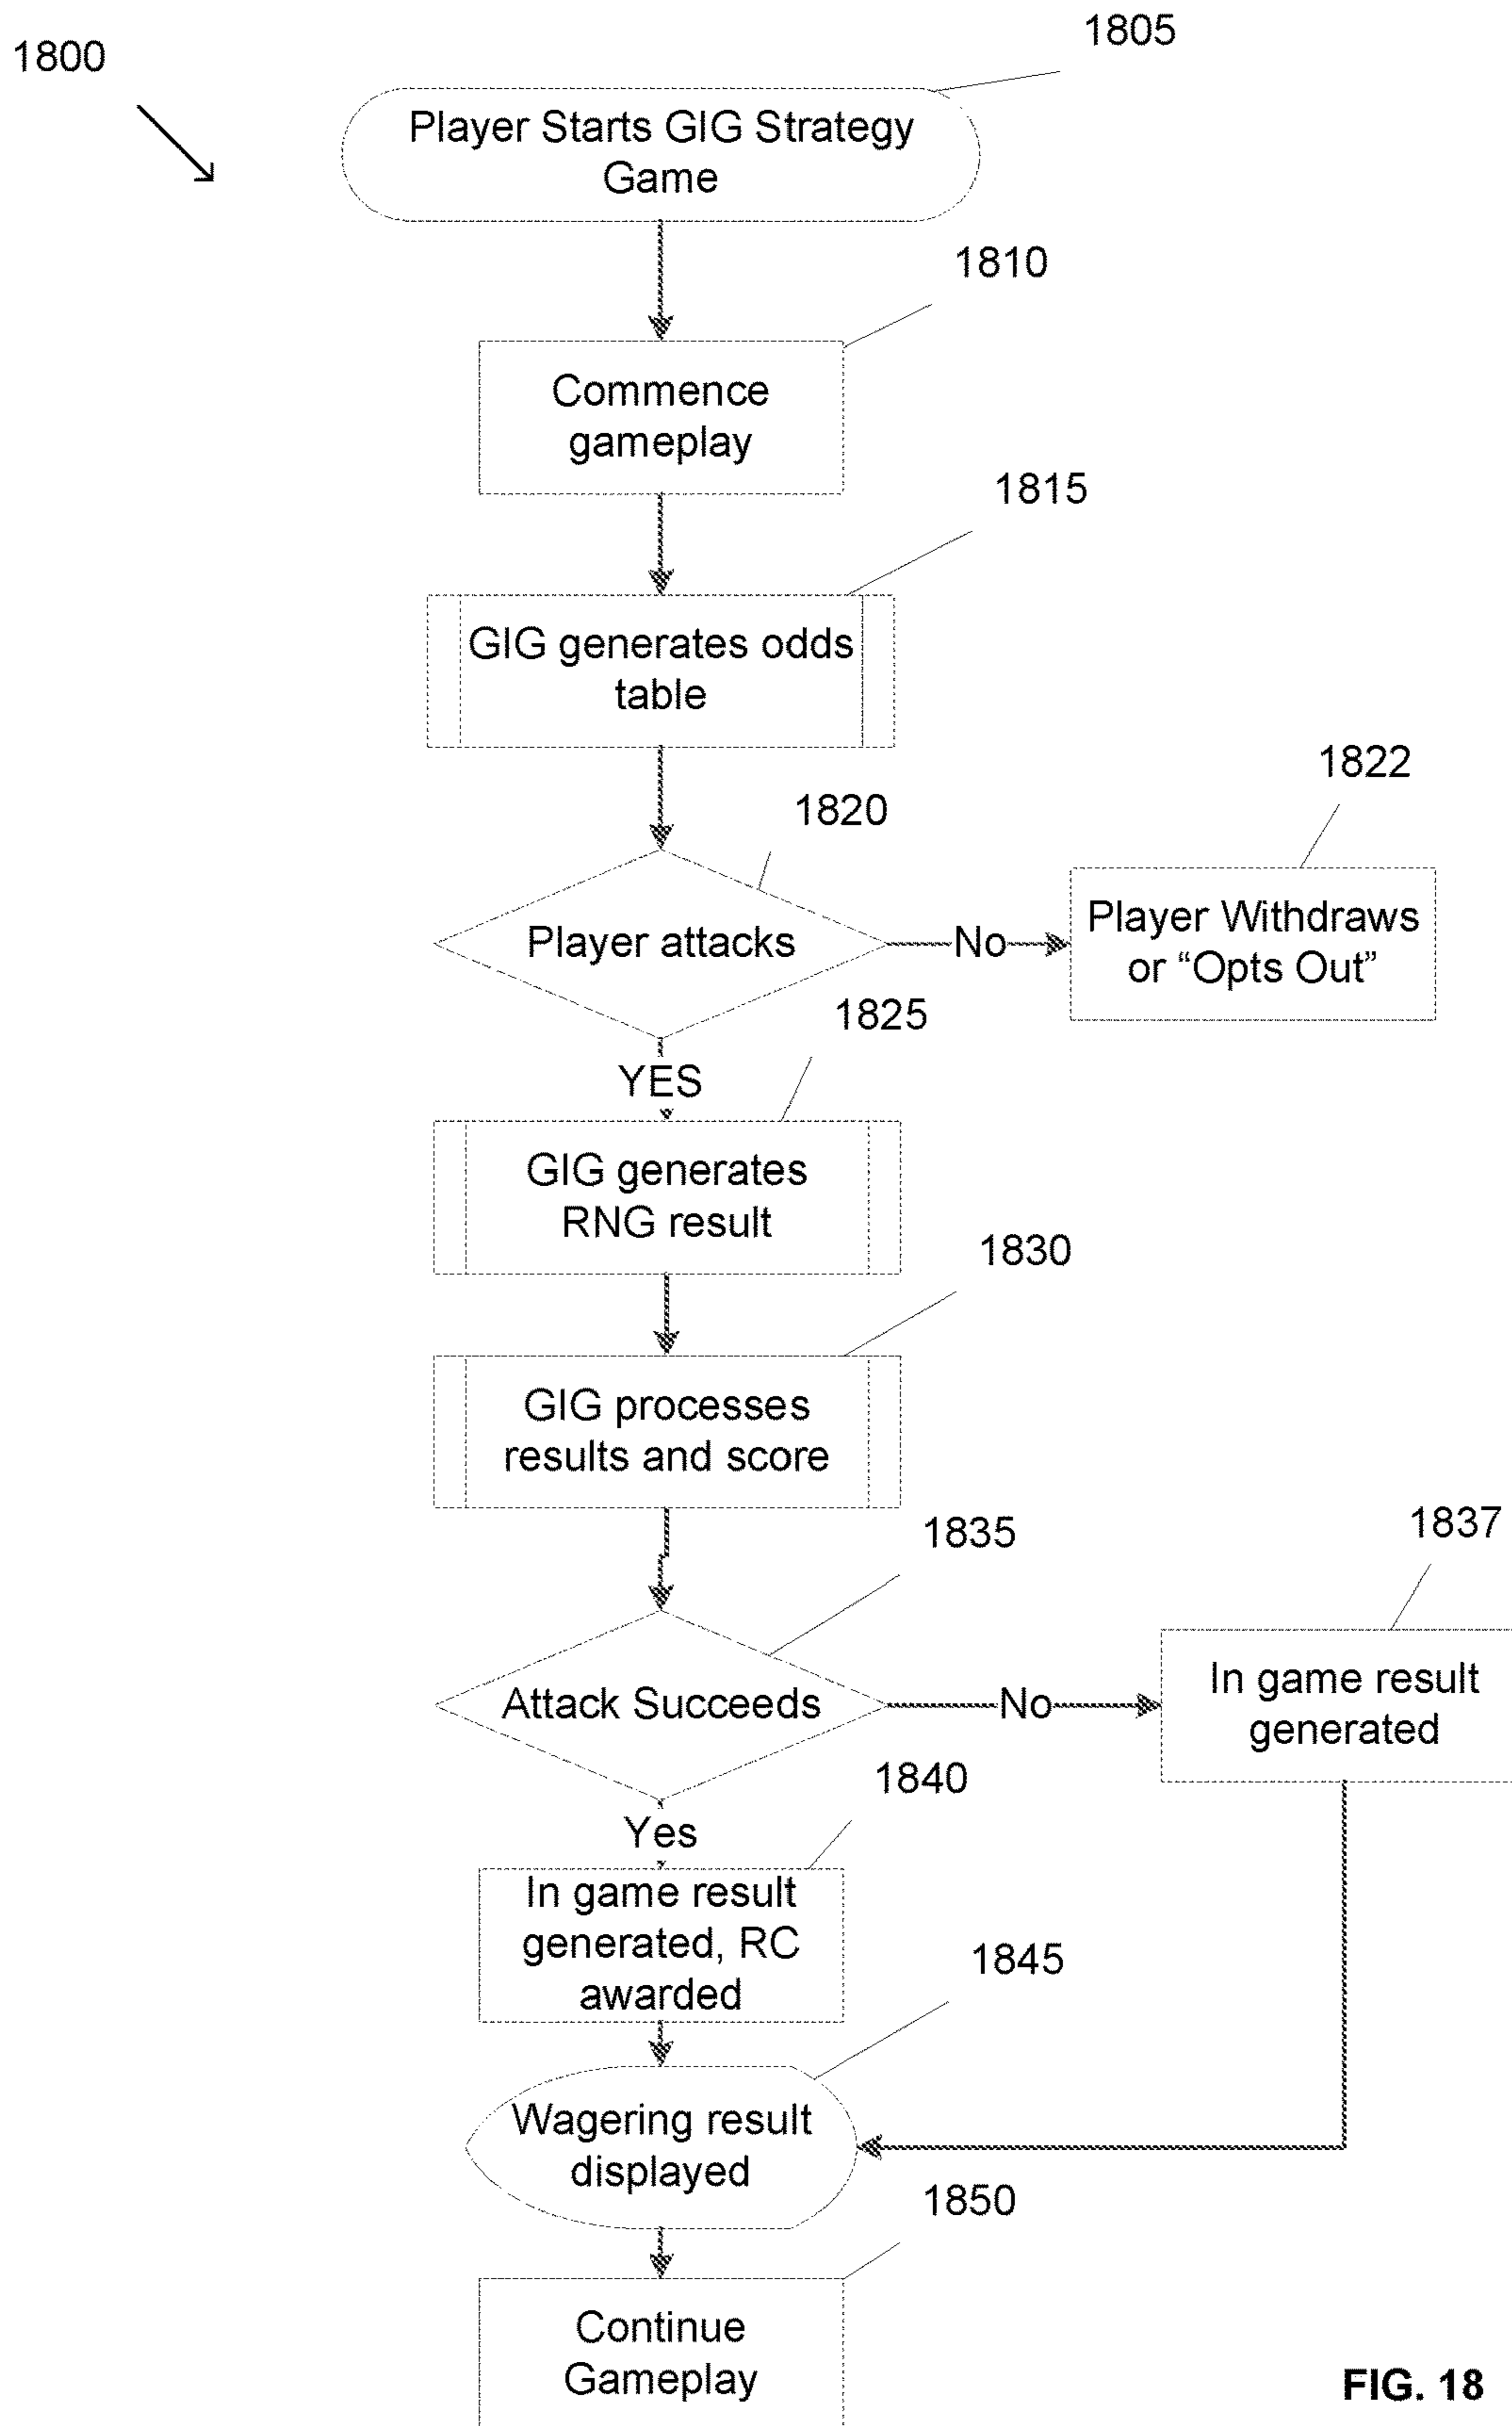 1800
1805
Player Starts GIG Strategy
Game
1810
Commence
gameplay
1815
GIG generates odds
table
1820
Player attacks
No
1822
Player Withdraws
or “Opts Out”
YES
1825
GIG generates
RNG result
1830
GIG processes
results and score
1835
Attack Succeeds
No
1837
In game result
generated
Yes
1840
In game result
generated, RC
awarded
1845
Wagering result
displayed
1850
Continue
Gameplay
FIG. 18